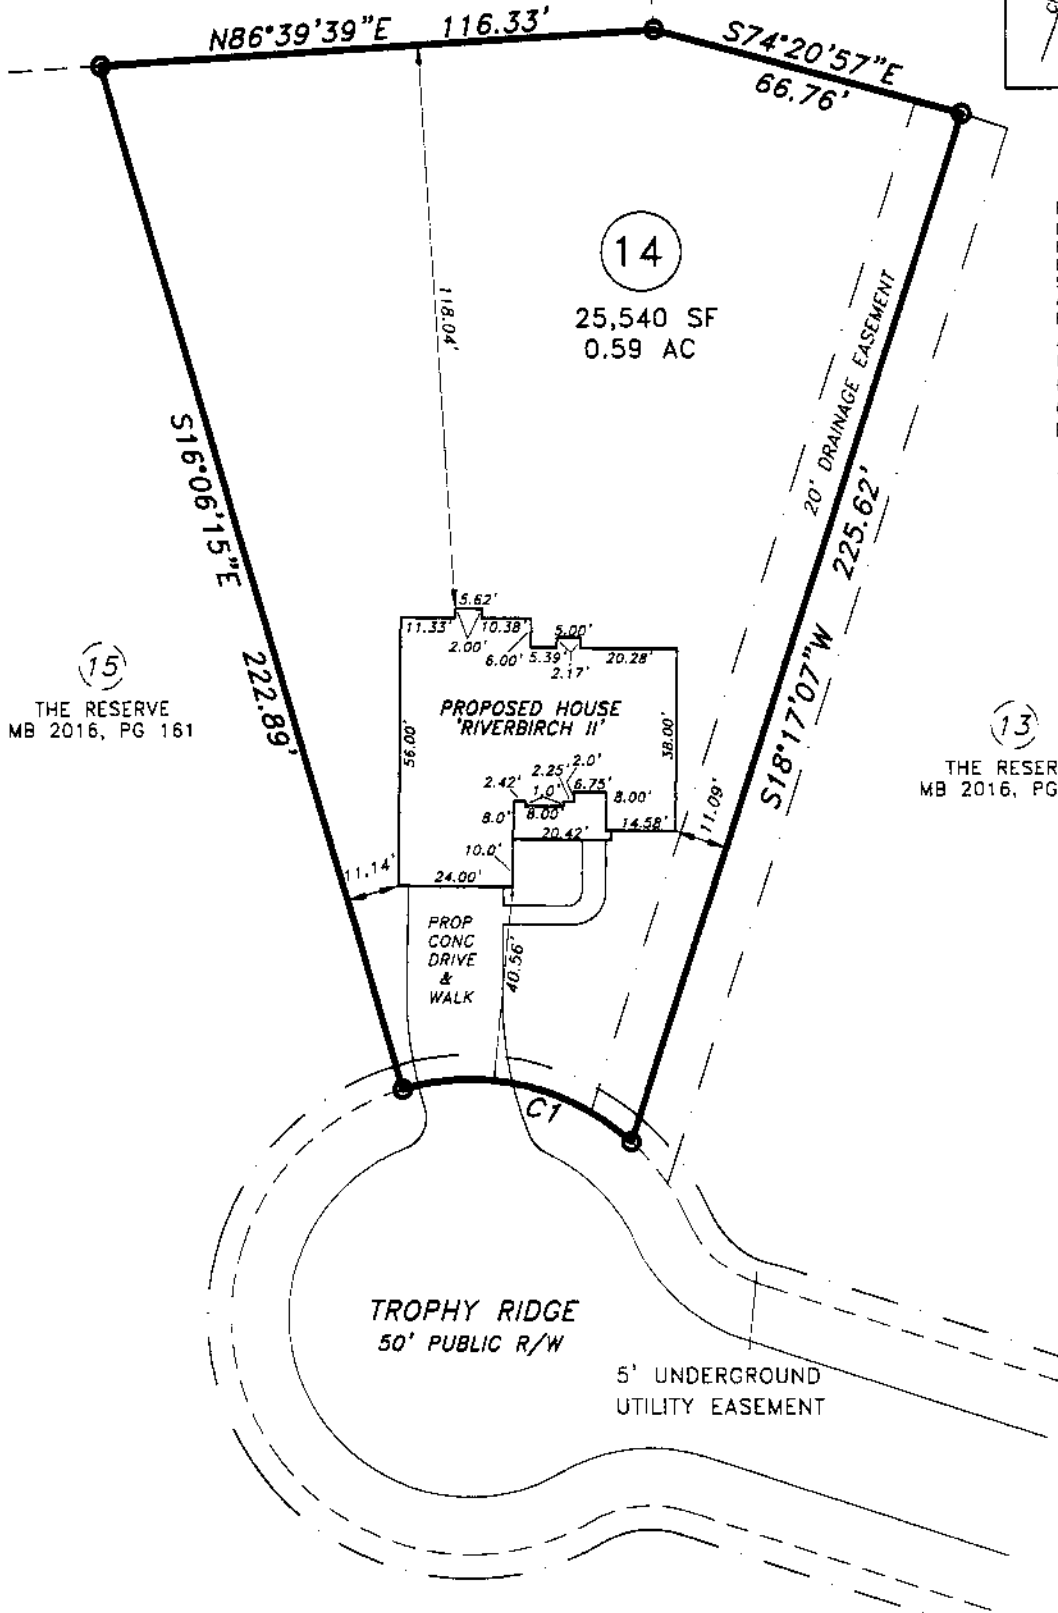 N86°39'39"E 116.33'
S74°20'57"E
66.76'
14
25,540 SF
0.59 AC
118.04'
20' DRAINAGE EASEMENT
S16°06'15"E
222.89'
S18°17'07"W 225.62'
15
THE RESERVE
MB 2016, PG 161
13
THE RESER
MB 2016, PG
5.62'
11.33'
10.38'
2.00'
6.00'
5.39'
5.00'
2.17'
20.28'
PROPOSED HOUSE
'RIVERBIRCH II'
56.00'
38.00'
2.42'
2.25'
2.0'
1.0'
6.75'
8.0'
8.00'
8.00'
20.42'
14.58'
11.09'
10.0'
11.14'
24.00'
PROP
CONC
DRIVE
&
WALK
40.56'
C1
TROPHY RIDGE
50' PUBLIC R/W
5' UNDERGROUND
UTILITY EASEMENT